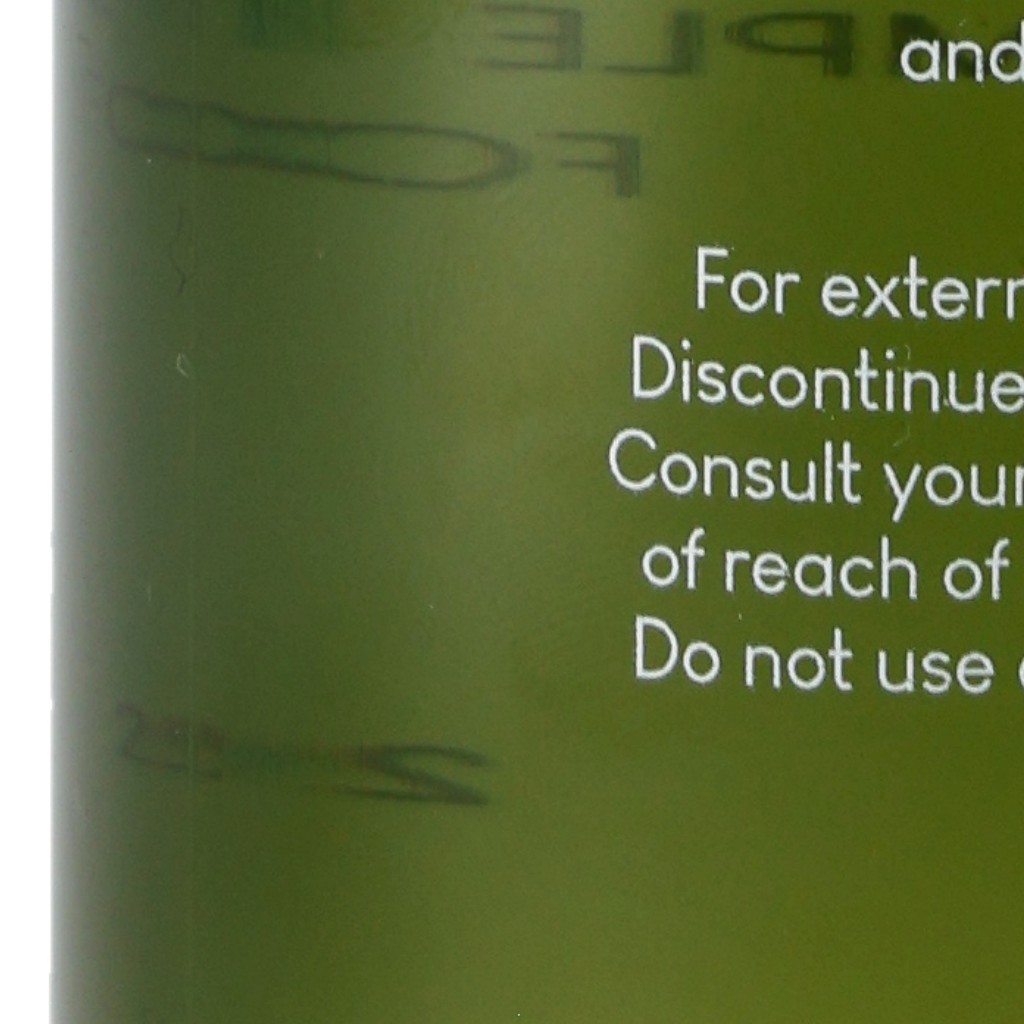 and
For extern
Discontinue
Consult your
of reach of
Do not use